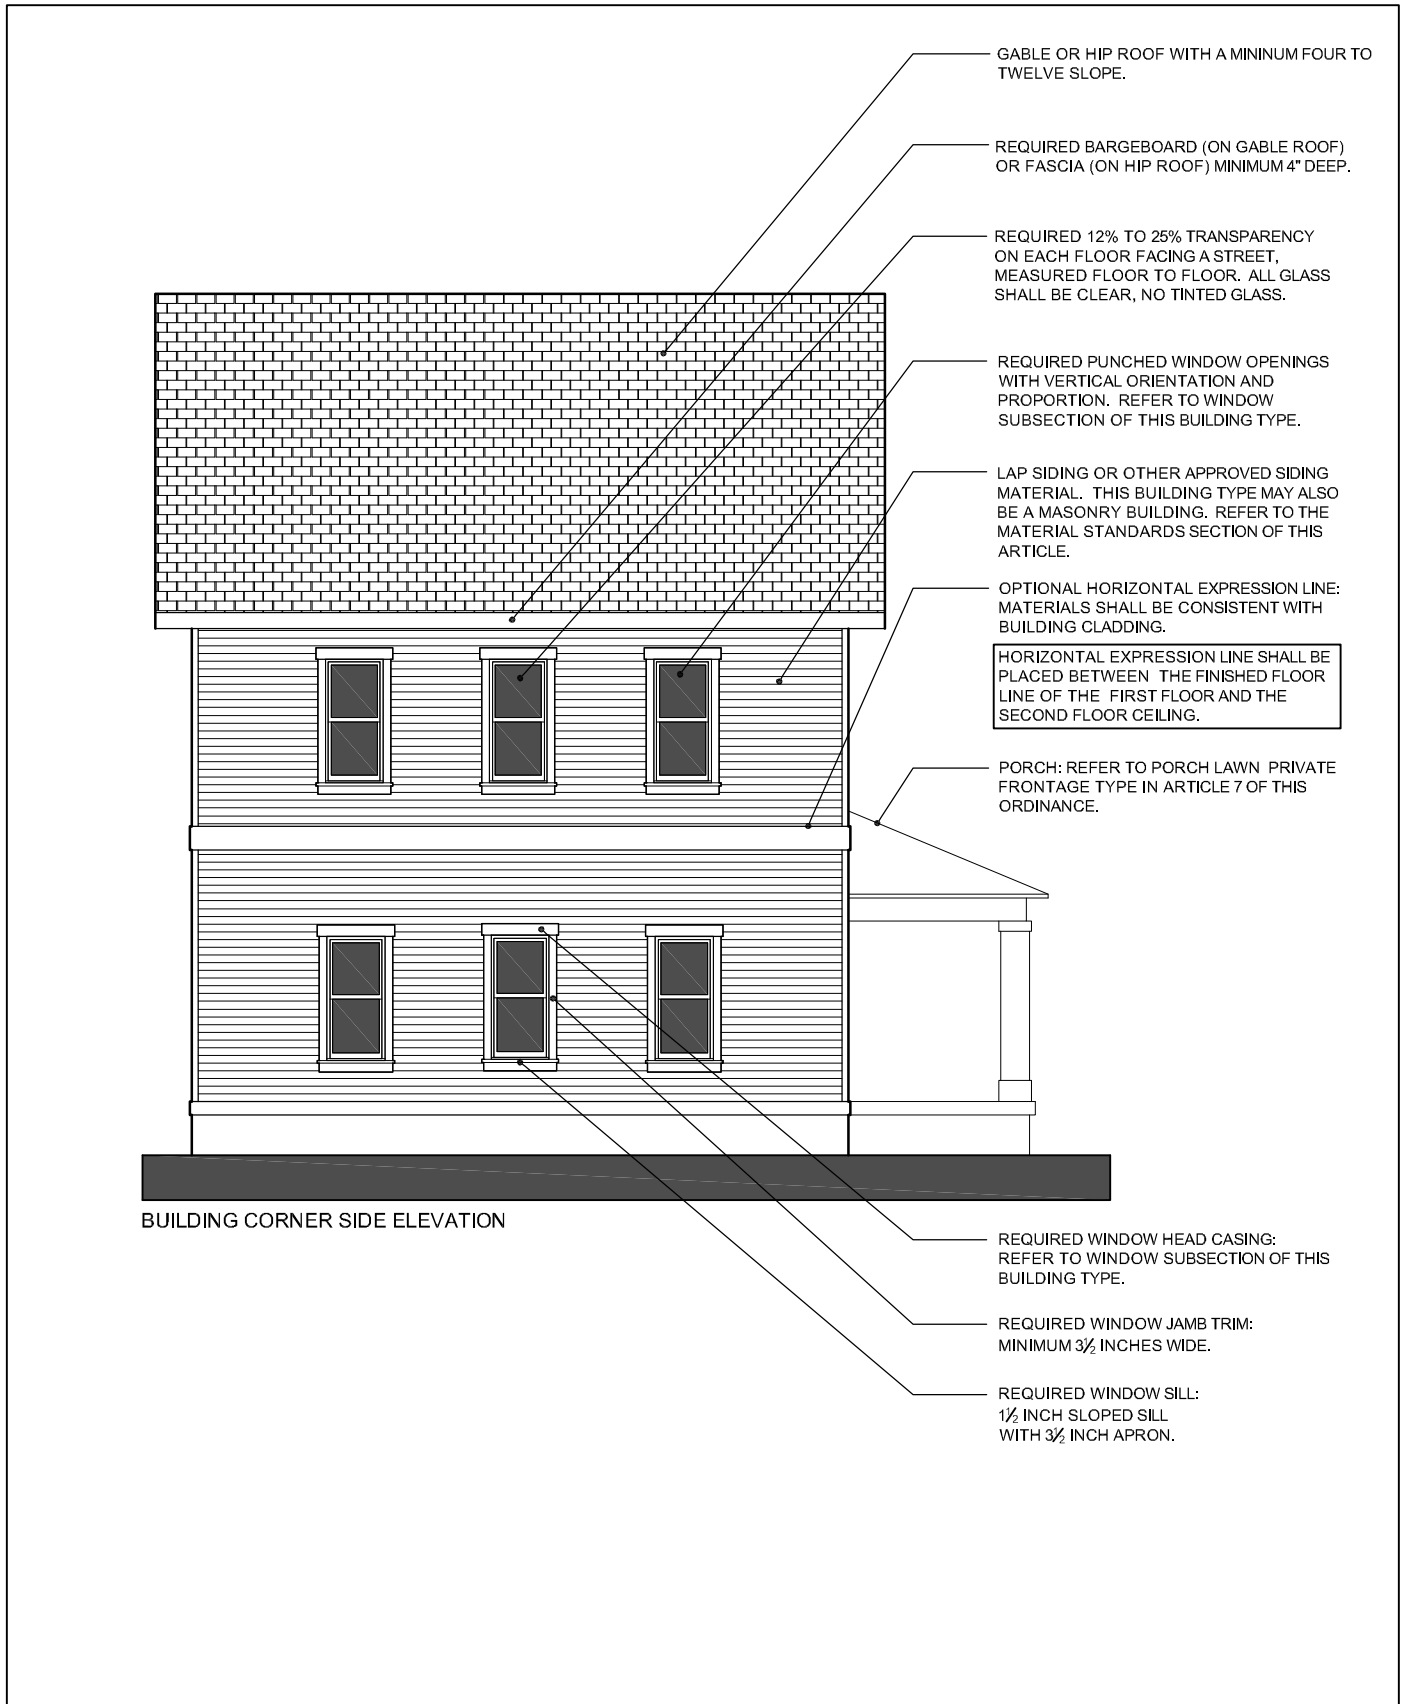 GABLE OR HIP ROOF WITH A MININUM FOUR TO
TWELVE SLOPE.
REQUIRED BARGEBOARD (ON GABLE ROOF)
OR FASCIA (ON HIP ROOF) MINIMUM 4" DEEP.
REQUIRED 12% TO 25% TRANSPARENCY
ON EACH FLOOR FACING A STREET,
MEASURED FLOOR TO FLOOR. ALL GLASS
SHALL BE CLEAR, NO TINTED GLASS.
REQUIRED PUNCHED WINDOW OPENINGS
WITH VERTICAL ORIENTATION AND
PROPORTION. REFER TO WINDOW
SUBSECTION OF THIS BUILDING TYPE.
LAP SIDING OR OTHER APPROVED SIDING
MATERIAL. THIS BUILDING TYPE MAY ALSO
BE A MASONRY BUILDING. REFER TO THE
MATERIAL STANDARDS SECTION OF THIS
ARTICLE.
OPTIONAL HORIZONTAL EXPRESSION LINE:
MATERIALS SHALL BE CONSISTENT WITH
BUILDING CLADDING.
HORIZONTAL EXPRESSION LINE SHALL BE
PLACED BETWEEN THE FINISHED FLOOR
LINE OF THE FIRST FLOOR AND THE
SECOND FLOOR CEILING.
PORCH: REFER TO PORCH LAWN PRIVATE
FRONTAGE TYPE IN ARTICLE 7 OF THIS
ORDINANCE.
BUILDING CORNER SIDE ELEVATION
REQUIRED WINDOW HEAD CASING:
REFER TO WINDOW SUBSECTION OF THIS
BUILDING TYPE.
REQUIRED WINDOW JAMB TRIM:
MINIMUM 3½ INCHES WIDE.
REQUIRED WINDOW SILL:
1½ INCH SLOPED SILL
WITH 3½ INCH APRON.